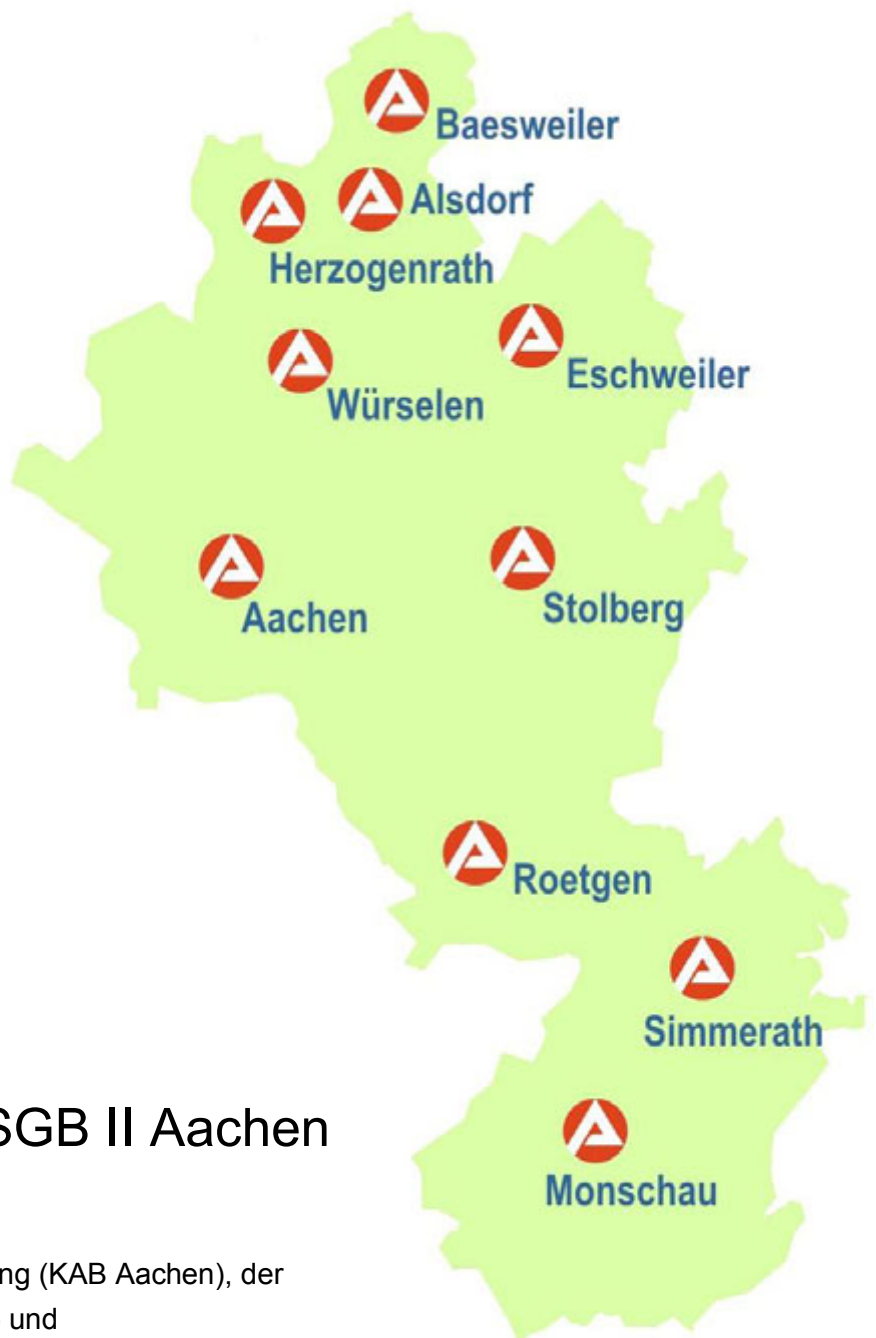 Baesweiler
Alsdorf
Herzogenrath
Eschweiler
Würselen
Aachen
Stolberg
Roetgen
Simmerath
SGB II Aachen
Monschau
ng (KAB Aachen), der
und